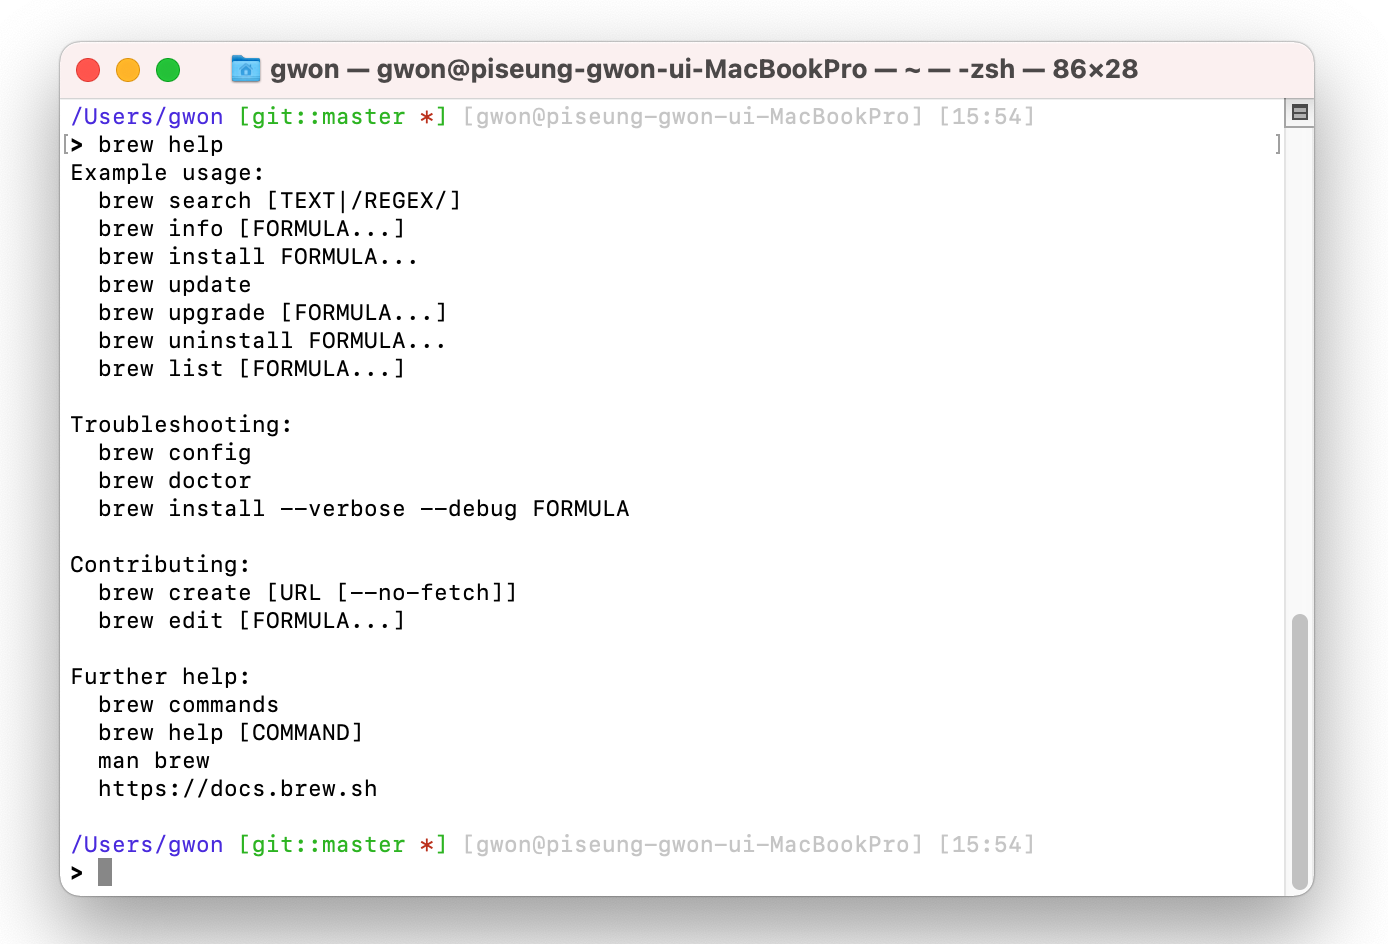 gwon — gwon@piseung-gwon-ui-MacBookPro — ~ — -zsh — 86×28
/Users/gwon [git::master *] [gwon@piseung-gwon-ui-MacBookPro] [15:54]
[> brew help ]
Example usage:
  brew search [TEXT|/REGEX/]
  brew info [FORMULA...]
  brew install FORMULA...
  brew update
  brew upgrade [FORMULA...]
  brew uninstall FORMULA...
  brew list [FORMULA...]

Troubleshooting:
  brew config
  brew doctor
  brew install --verbose --debug FORMULA

Contributing:
  brew create [URL [--no-fetch]]
  brew edit [FORMULA...]

Further help:
  brew commands
  brew help [COMMAND]
  man brew
  https://docs.brew.sh

/Users/gwon [git::master *] [gwon@piseung-gwon-ui-MacBookPro] [15:54]
>